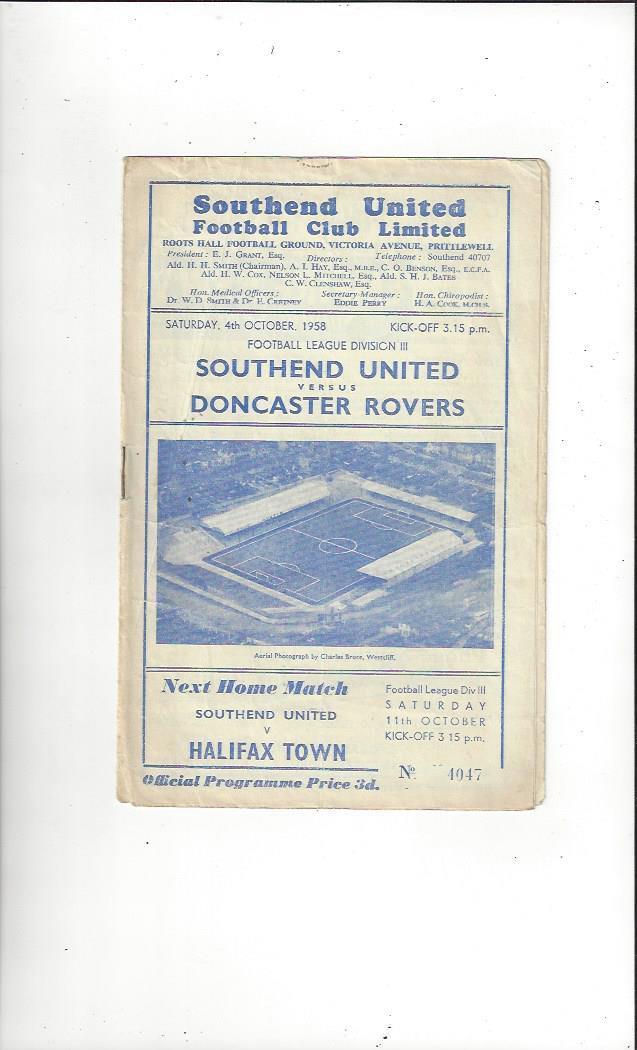 Southend United
Football Club Limited
ROOTS HALL FOOTBALL GROUND, VICTORIA AVENUE, PRITTLEWELL
President : E. J. GRANT, Esq. Directors : Telephone : Southend 40707
Ald. H. H. SMITH (Chairman), A. I. HAY, Esq., M.B.E., C. O. BENSON, Esq., F.C.F.A.
Ald. H. W. COX, NELSON L. MITCHELL, Esq., Ald. S. H. J. BATES
C. W. CLENSHAW, Esq.
Hon. Medical Officers : Secretary-Manager : Hon. Chiropodist :
Dr. W. D. SMITH & Dr. F. EDDIE PERRY H. A. COOK, M.CH.S.
SATURDAY, 4th OCTOBER, 1958 KICK-OFF 3.15 p.m.
FOOTBALL LEAGUE DIVISION III
SOUTHEND UNITED
VERSUS
DONCASTER ROVERS
Aerial Photograph by Charles Bruce, Westcliff.
Next Home Match
SOUTHEND UNITED
v
HALIFAX TOWN
Football League Div III
SATURDAY
11th OCTOBER
KICK-OFF 3 15 p.m.
Official Programme Price 3d.
No. 4047